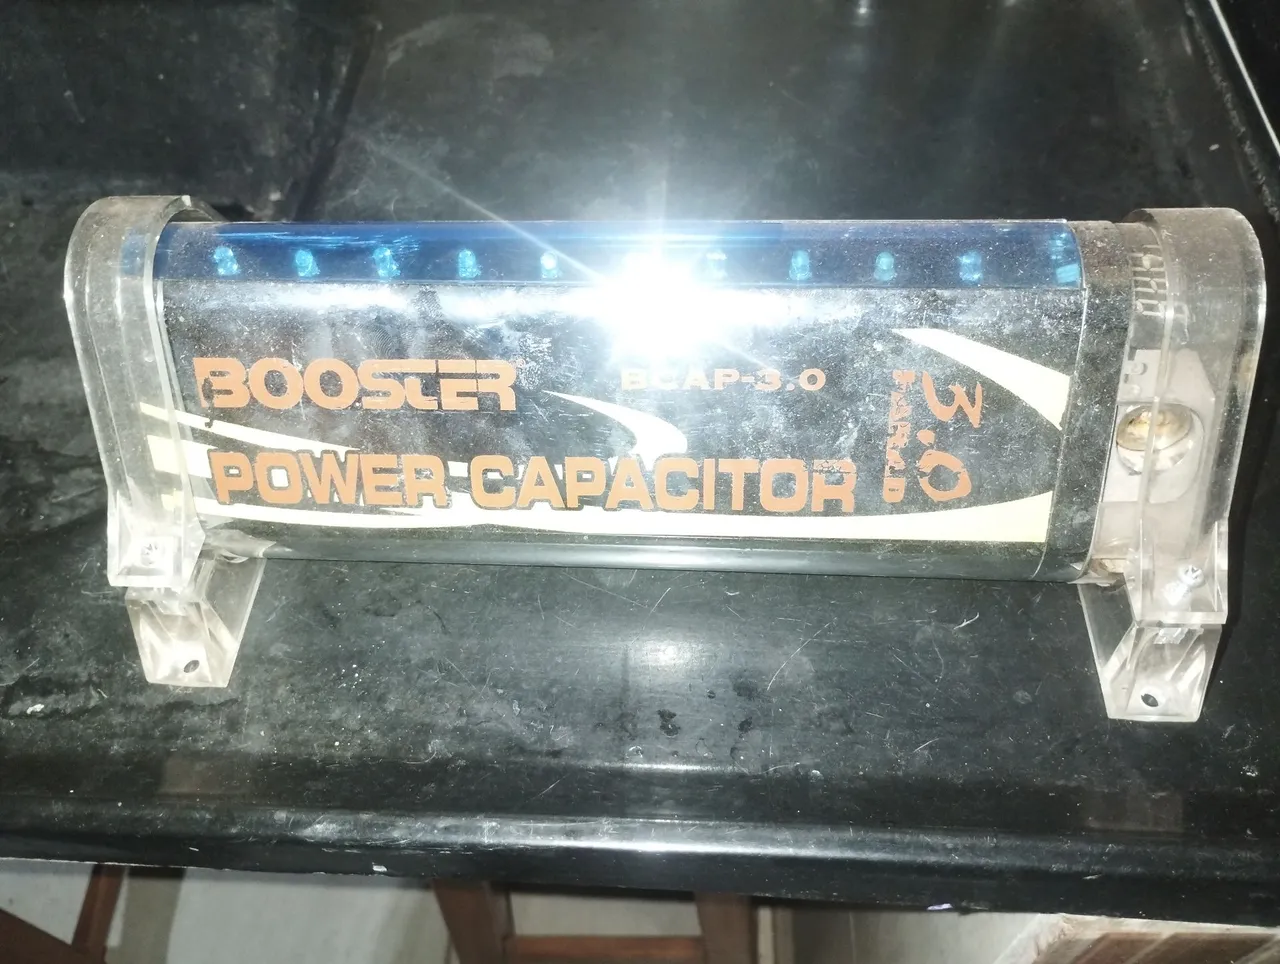 BOOSTER
BCAP-3.0
POWER CAPACITOR
3.0
FARAD